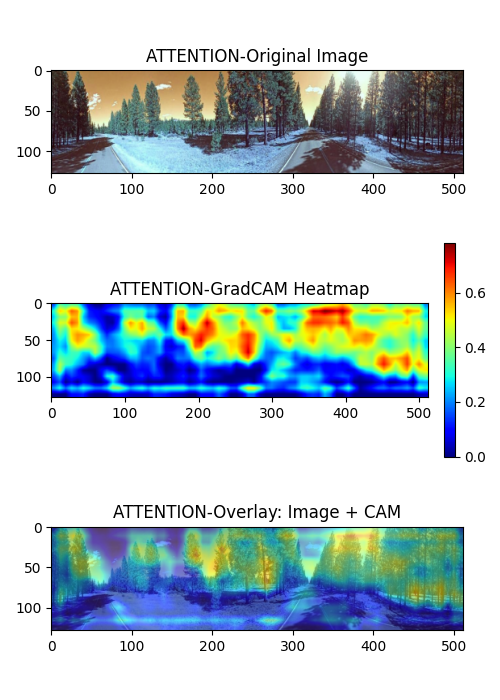 ATTENTION-Original Image
0
50
100
0 100 200 300 400 500
ATTENTION-GradCAM Heatmap
0
50
100
0 100 200 300 400 500
0.6
0.4
0.2
0.0
ATTENTION-Overlay: Image + CAM
0
50
100
0 100 200 300 400 500